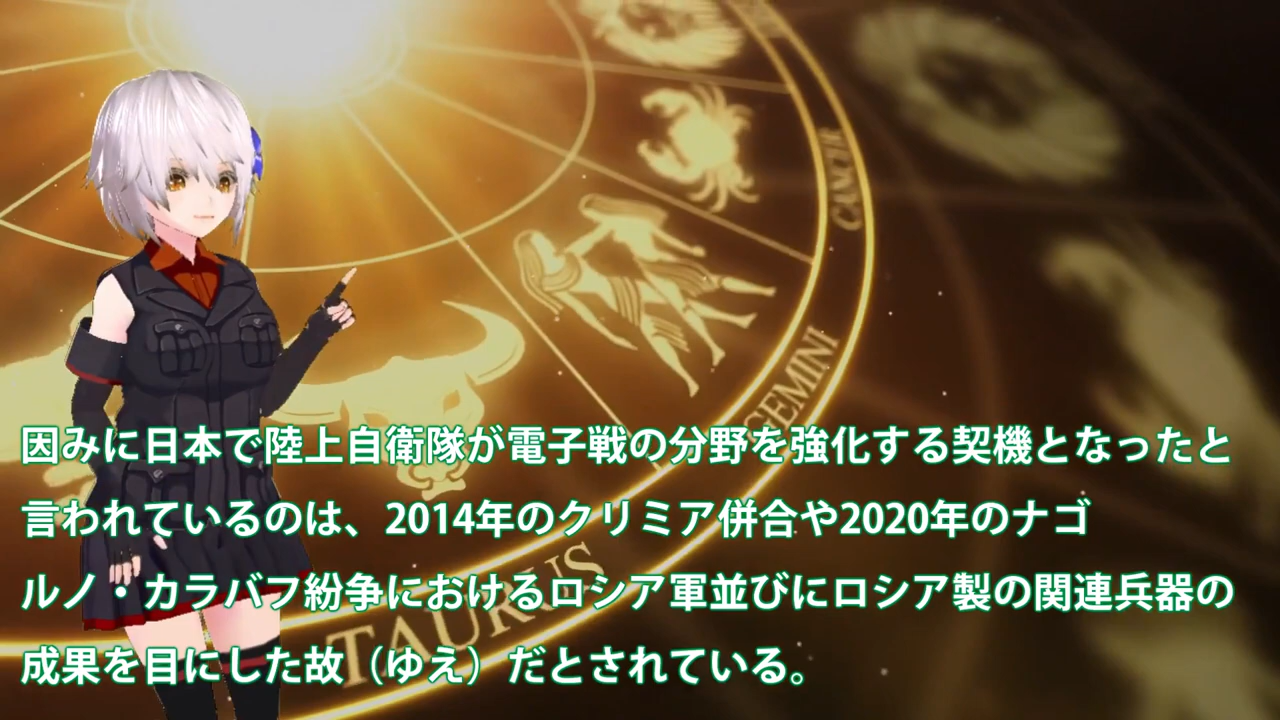 CANCER
GEMINI
TAURUS
因みに日本で陸上自衛隊が電子戦の分野を強化する契機となったと
言われているのは、2014年のクリミア併合や2020年のナゴ
ルノ・カラバフ紛争におけるロシア軍並びにロシア製の関連兵器の
成果を目にした故（ゆえ）だとされている。